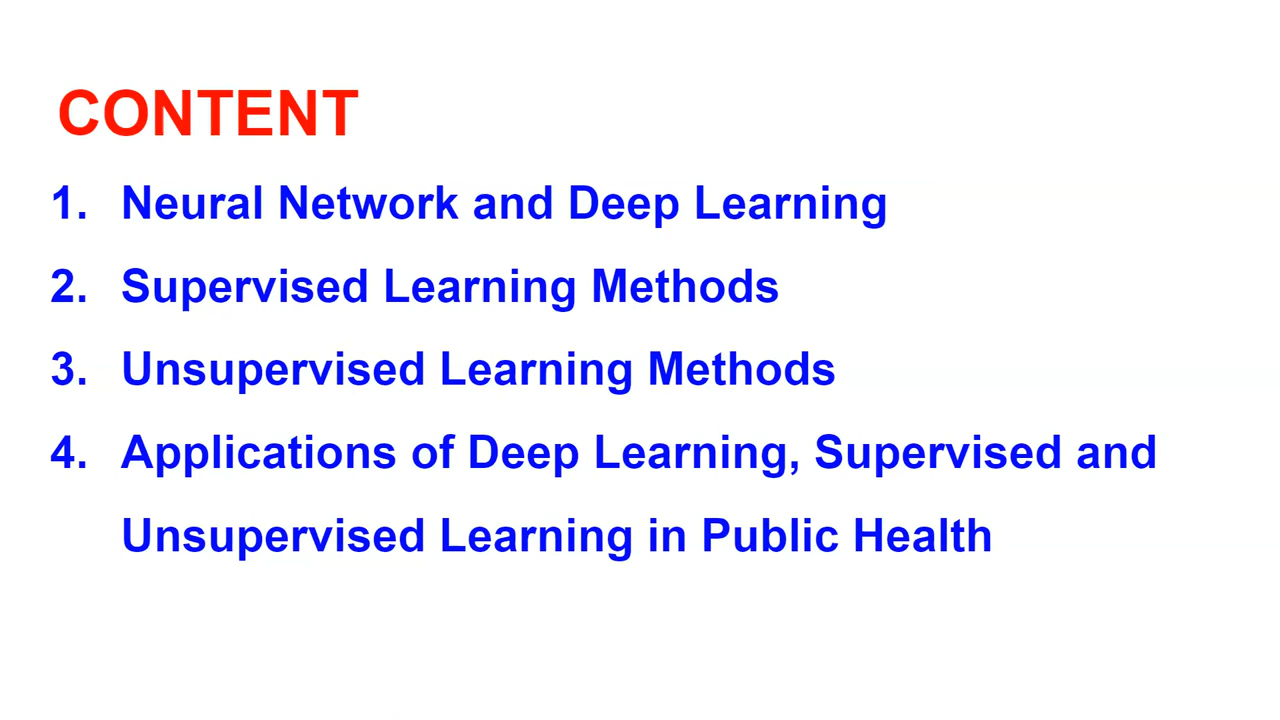 CONTENT
1. Neural Network and Deep Learning
2. Supervised Learning Methods
3. Unsupervised Learning Methods
4. Applications of Deep Learning, Supervised and
Unsupervised Learning in Public Health